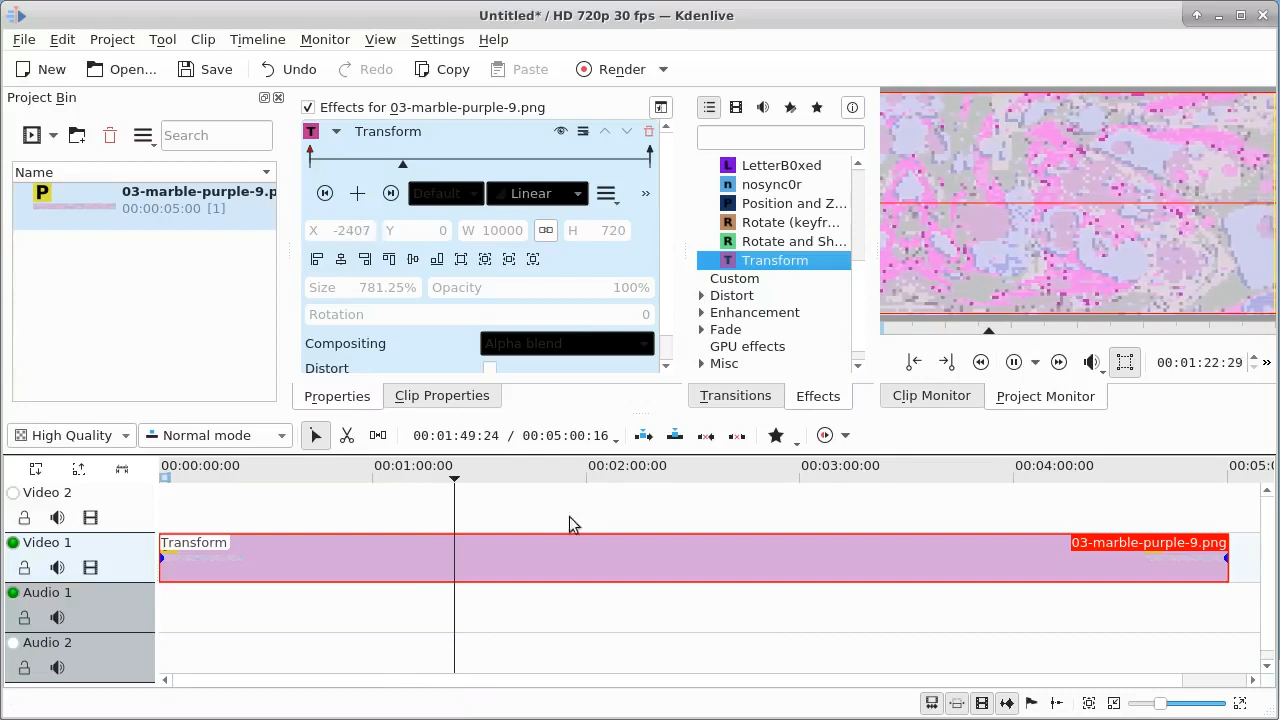 Untitled* / HD 720p 30 fps — Kdenlive
File Edit Project Tool Clip Timeline Monitor View Settings Help
New Open... Save Undo Redo Copy Paste Render
Project Bin
Search
Name
P 03-marble-purple-9.p
00:00:05:00 [1]
Effects for 03-marble-purple-9.png
T Transform
Default Linear »
X -2407 Y 0 W 10000 H 720
Size 781.25% Opacity 100%
Rotation 0
Compositing Alpha blend
Distort
Properties Clip Properties
L LetterB0xed
n nosync0r
P Position and Z...
R Rotate (keyfr...
R Rotate and Sh...
T Transform
Custom
Distort
Enhancement
Fade
GPU effects
Misc
Transitions Effects
00:01:22:29 »
Clip Monitor Project Monitor
High Quality Normal mode 00:01:49:24 / 00:05:00:16
00:00:00:00 00:01:00:00 00:02:00:00 00:03:00:00 00:04:00:00 00:05:0
Video 2
Video 1
Transform 03-marble-purple-9.png
Audio 1
Audio 2